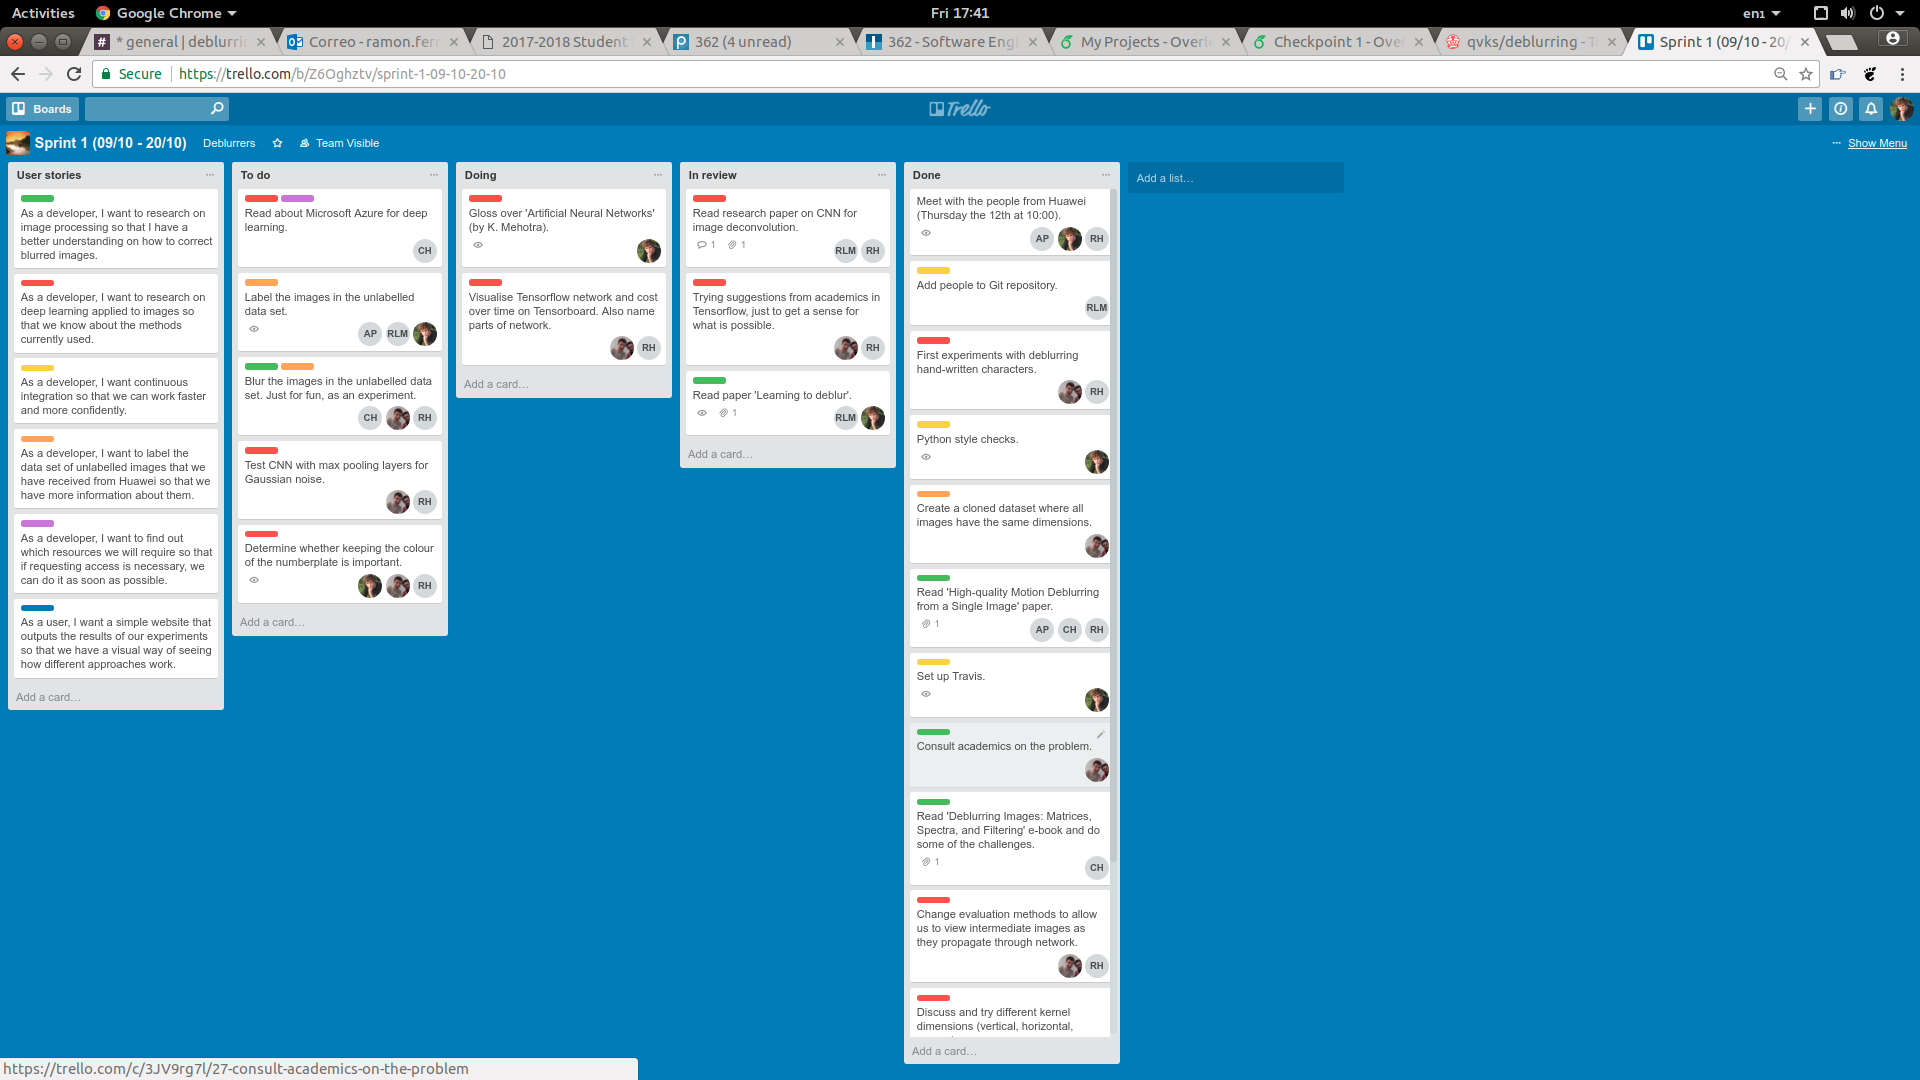 Activities
Google Chrome
Fri 17:41
en1
* general | deblurri
Correo - ramon.fer
2017-2018 Student
362 (4 unread)
362 - Software Eng
My Projects - Overl
Checkpoint 1 - Over
qvks/deblurring - T
Sprint 1 (09/10 - 20/
Secure
https://trello.com/b/Z6Oghztv/sprint-1-09-10-20-10
Boards
Trello
Sprint 1 (09/10 - 20/10)
Deblurrers
Team Visible
Show Menu
User stories
As a developer, I want to research on
image processing so that I have a
better understanding on how to correct
blurred images.
As a developer, I want to research on
deep learning applied to images so
that we know about the methods
currently used.
As a developer, I want continuous
integration so that we can work faster
and more confidently.
As a developer, I want to label the
data set of unlabelled images that we
have received from Huawei so that we
have more information about them.
As a developer, I want to find out
which resources we will require so that
if requesting access is necessary, we
can do it as soon as possible.
As a user, I want a simple website that
outputs the results of our experiments
so that we have a visual way of seeing
how different approaches work.
Add a card…
To do
Read about Microsoft Azure for deep
learning.
CH
Label the images in the unlabelled
data set.
AP RLM
Blur the images in the unlabelled data
set. Just for fun, as an experiment.
CH RH
Test CNN with max pooling layers for
Gaussian noise.
RH
Determine whether keeping the colour
of the numberplate is important.
RH
Add a card…
Doing
Gloss over 'Artificial Neural Networks'
(by K. Mehotra).
Visualise Tensorflow network and cost
over time on Tensorboard. Also name
parts of network.
RH
Add a card…
In review
Read research paper on CNN for
image deconvolution.
1 1 RLM RH
Trying suggestions from academics in
Tensorflow, just to get a sense for
what is possible.
RH
Read paper 'Learning to deblur'.
1 RLM
Add a card…
Done
Meet with the people from Huawei
(Thursday the 12th at 10:00).
AP RH
Add people to Git repository.
RLM
First experiments with deblurring
hand-written characters.
RH
Python style checks.
Create a cloned dataset where all
images have the same dimensions.
Read 'High-quality Motion Deblurring
from a Single Image' paper.
1 AP CH RH
Set up Travis.
Consult academics on the problem.
Read 'Deblurring Images: Matrices,
Spectra, and Filtering' e-book and do
some of the challenges.
1 CH
Change evaluation methods to allow
us to view intermediate images as
they propagate through network.
RH
Discuss and try different kernel
dimensions (vertical, horizontal,
Add a card…
Add a list…
https://trello.com/c/3JV9rg7l/27-consult-academics-on-the-problem